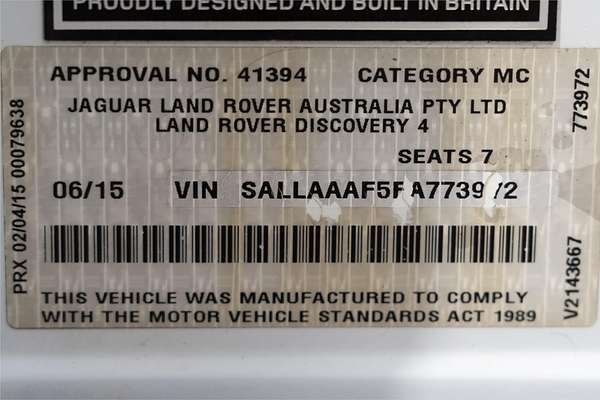 PROUDLY DESIGNED AND BUILT IN BRITAIN
APPROVAL NO. 41394 CATEGORY MC
JAGUAR LAND ROVER AUSTRALIA PTY LTD
LAND ROVER DISCOVERY 4
SEATS 7
06/15 VIN
THIS VEHICLE WAS MANUFACTURED TO COMPLY
WITH THE MOTOR VEHICLE STANDARDS ACT 1989
PRX 02/04/15 00079638
773972
V2143667